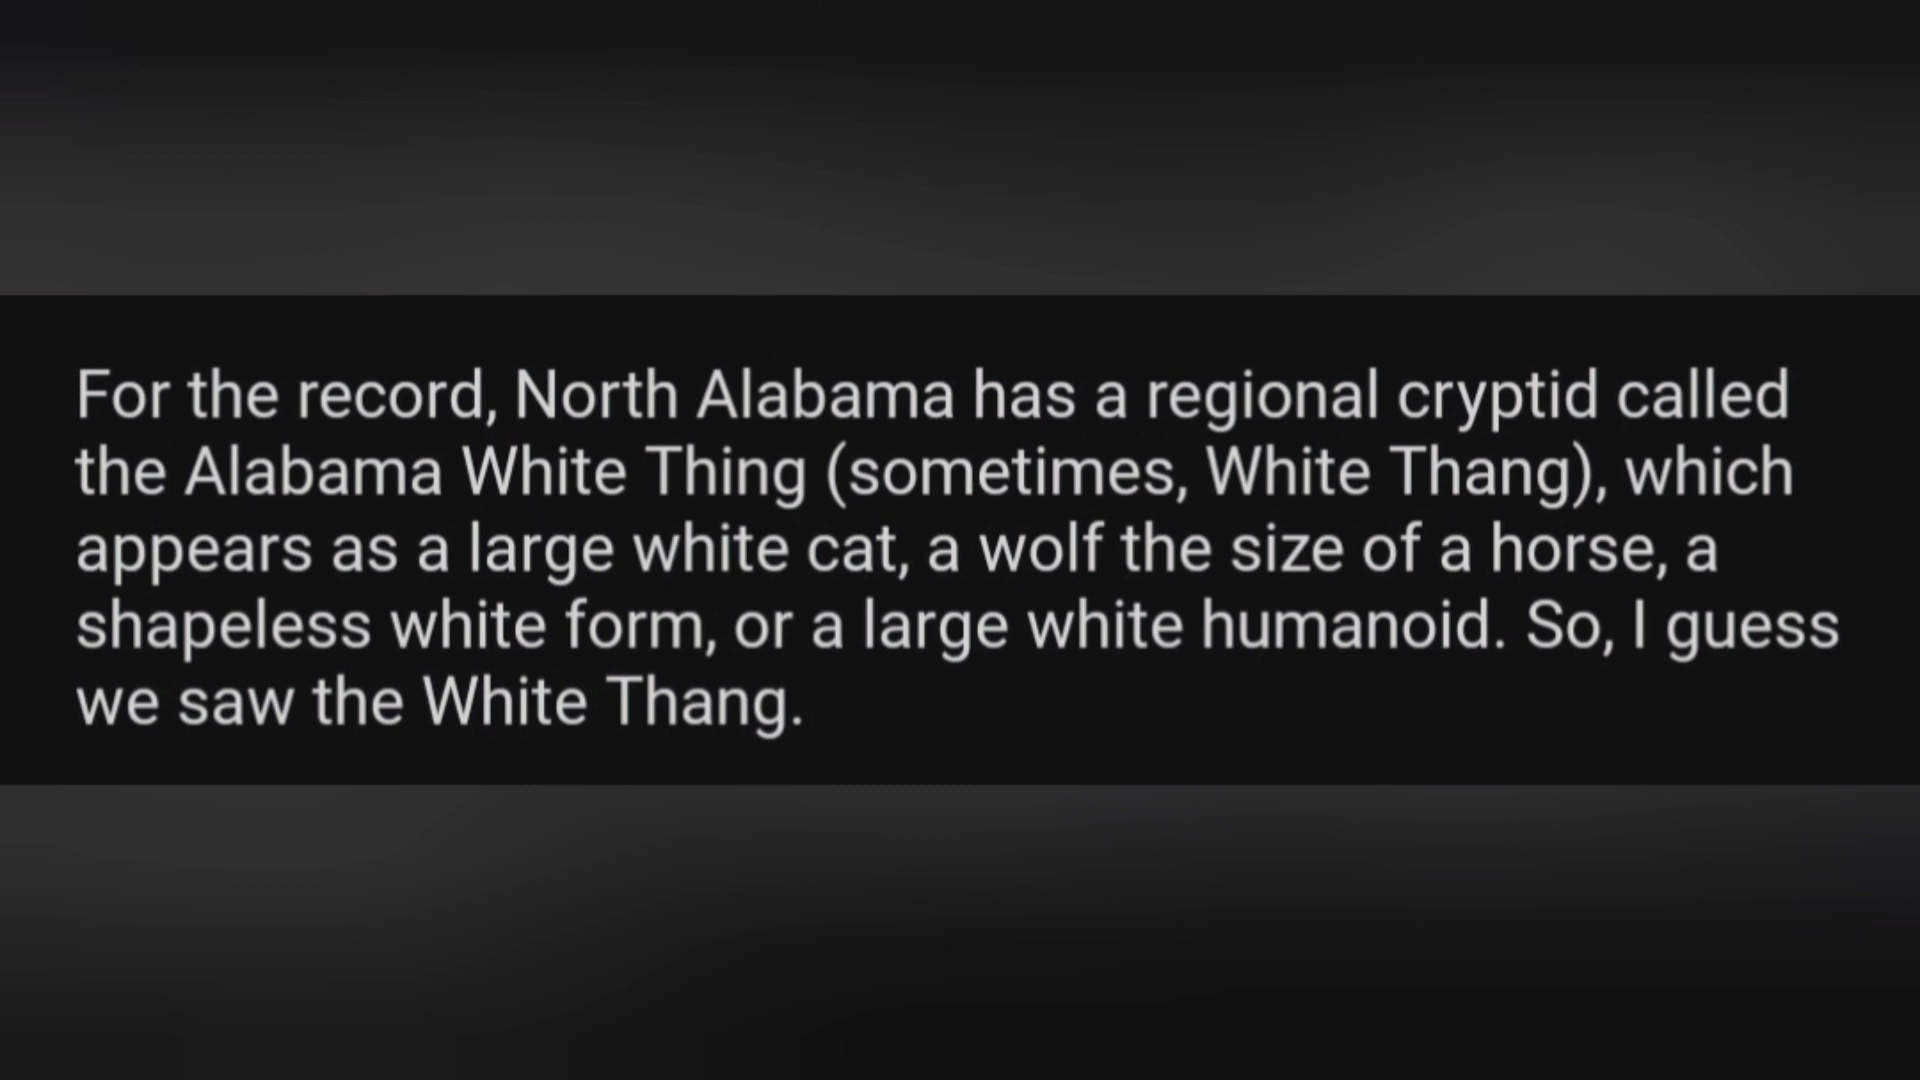 For the record, North Alabama has a regional cryptid called
the Alabama White Thing (sometimes, White Thang), which
appears as a large white cat, a wolf the size of a horse, a
shapeless white form, or a large white humanoid. So, I guess
we saw the White Thang.